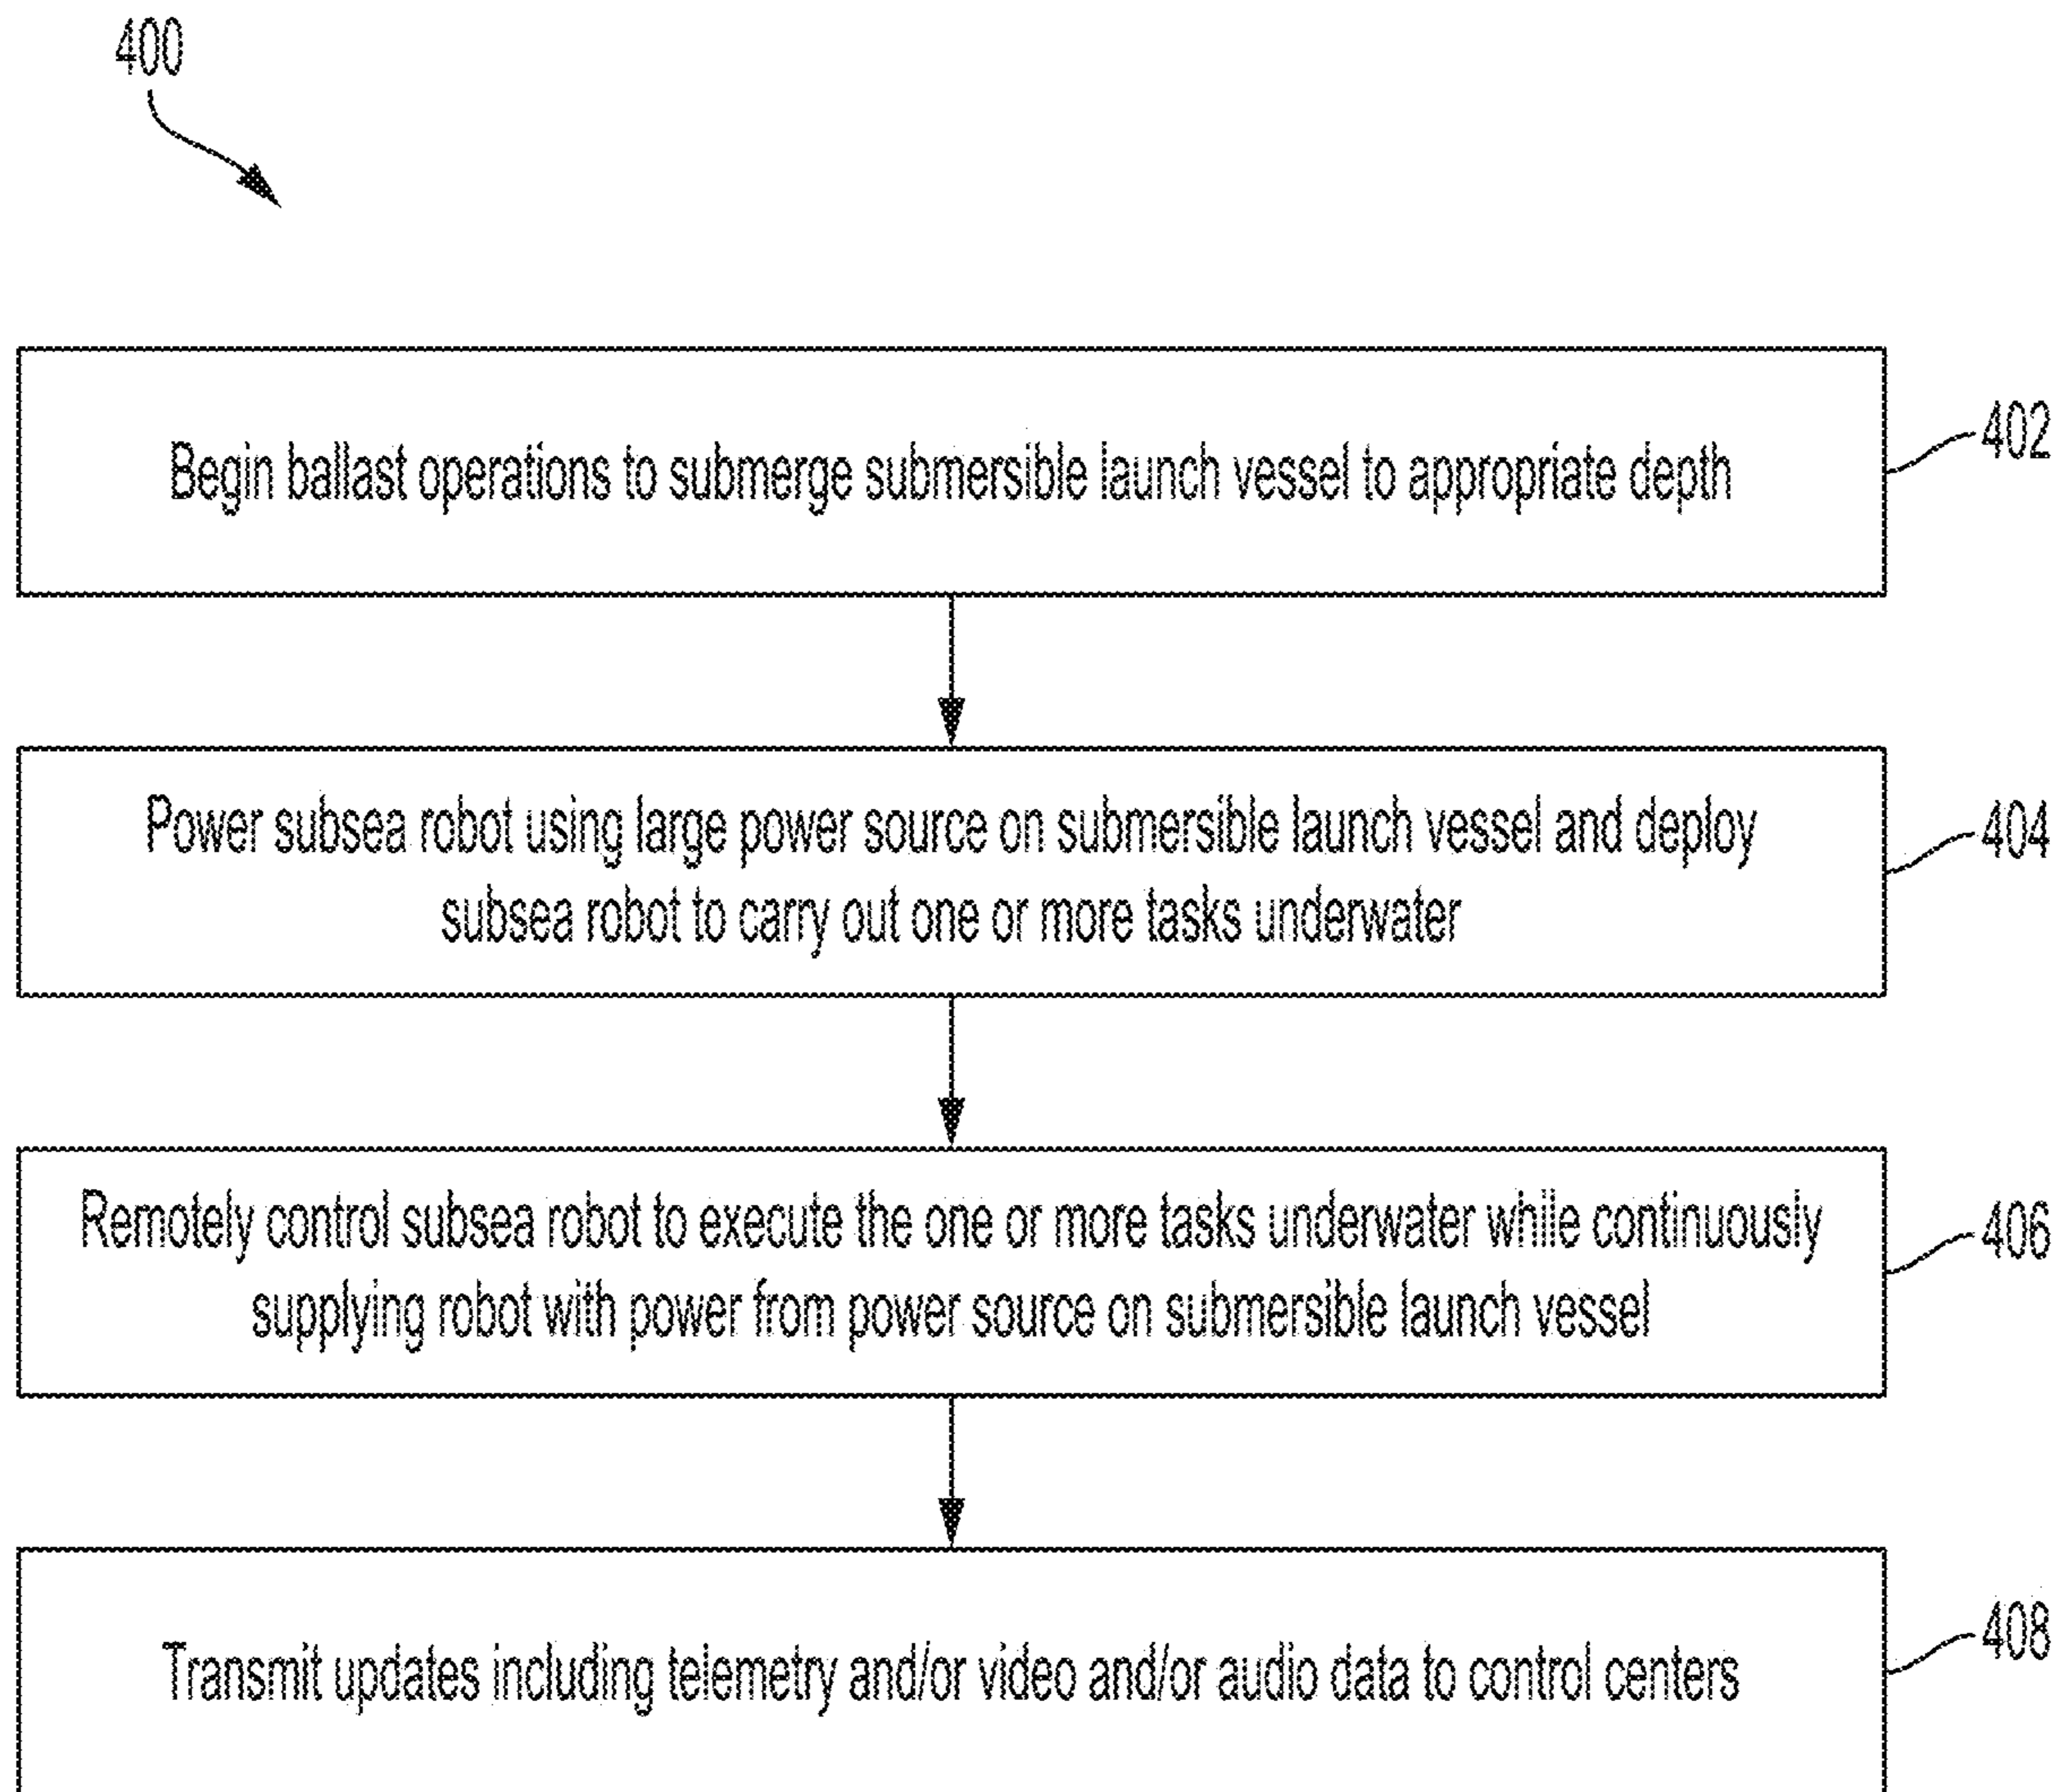 400
Begin ballast operations to submerge submersible launch vessel to appropriate depth
402
Power subsea robot using large power source on submersible launch vessel and deploy
subsea robot to carry out one or more tasks underwater
404
Remotely control subsea robot to execute the one or more tasks underwater while continuously
supplying robot with power from power source on submersible launch vessel
406
Transmit updates including telemetry and/or video and/or audio data to control centers
408